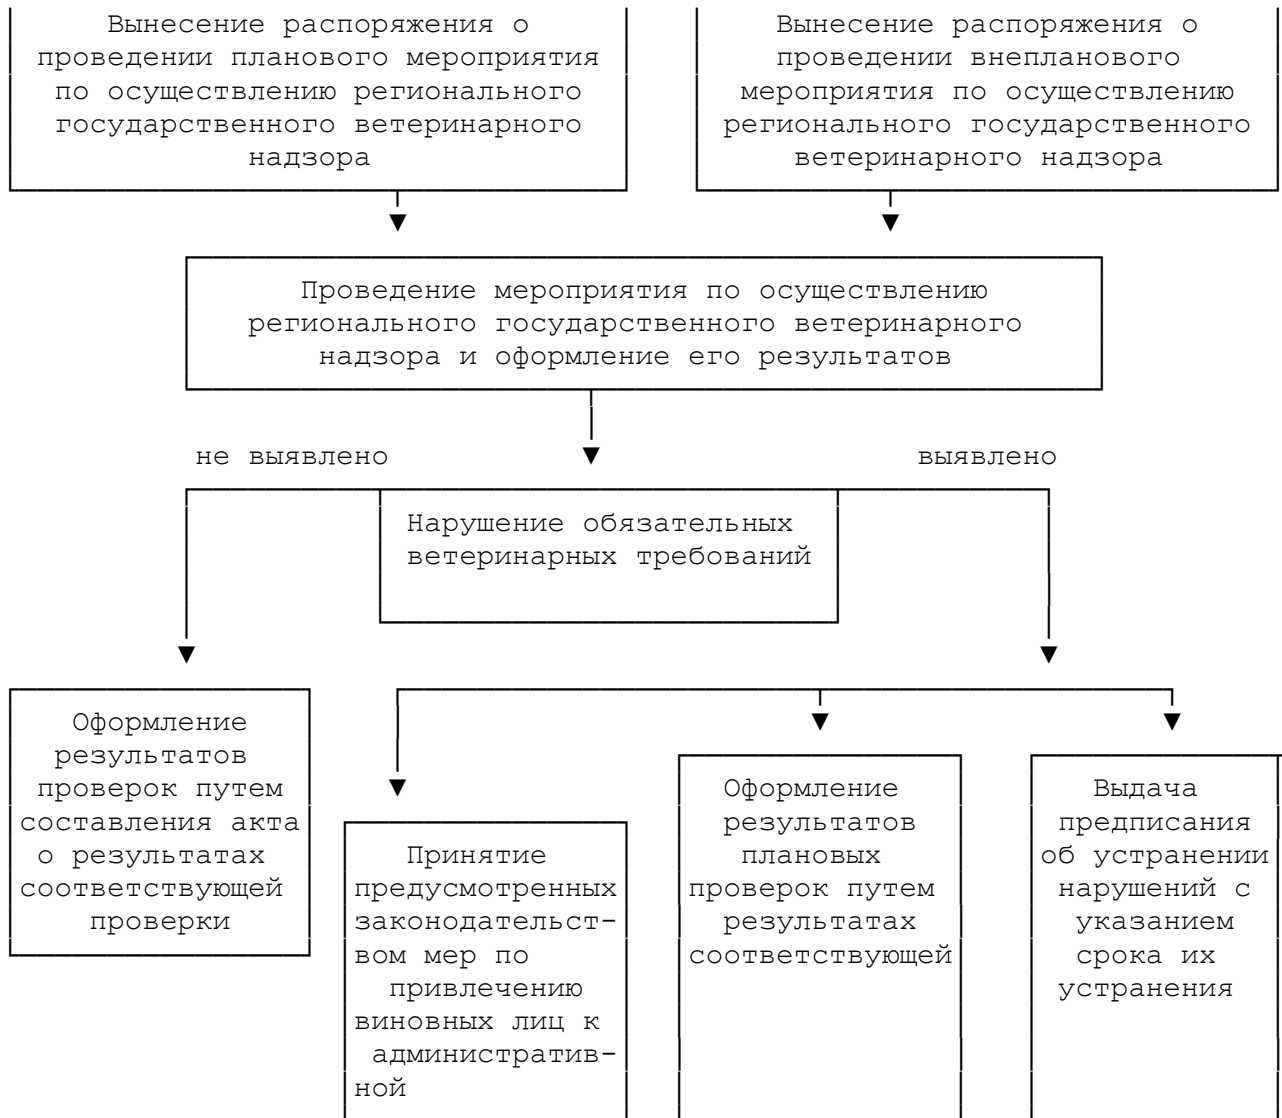 Вынесение распоряжения о
проведении планового мероприятия
по осуществлению регионального
государственного ветеринарного
надзора
Вынесение распоряжения о
проведении внепланового
мероприятия по осуществлению
регионального государственного
ветеринарного надзора
Проведение мероприятия по осуществлению
регионального государственного ветеринарного
надзора и оформление его результатов
не выявлено
выявлено
Нарушение обязательных
ветеринарных требований
Оформление
результатов
проверок путем
составления акта
о результатах
соответствующей
проверки
Принятие
предусмотренных
законодательст-
вом мер по
привлечению
виновных лиц к
административ-
ной
Оформление
результатов
плановых
проверок путем
результатах
соответствующей
Выдача
предписания
об устранении
нарушений с
указанием
срока их
устранения